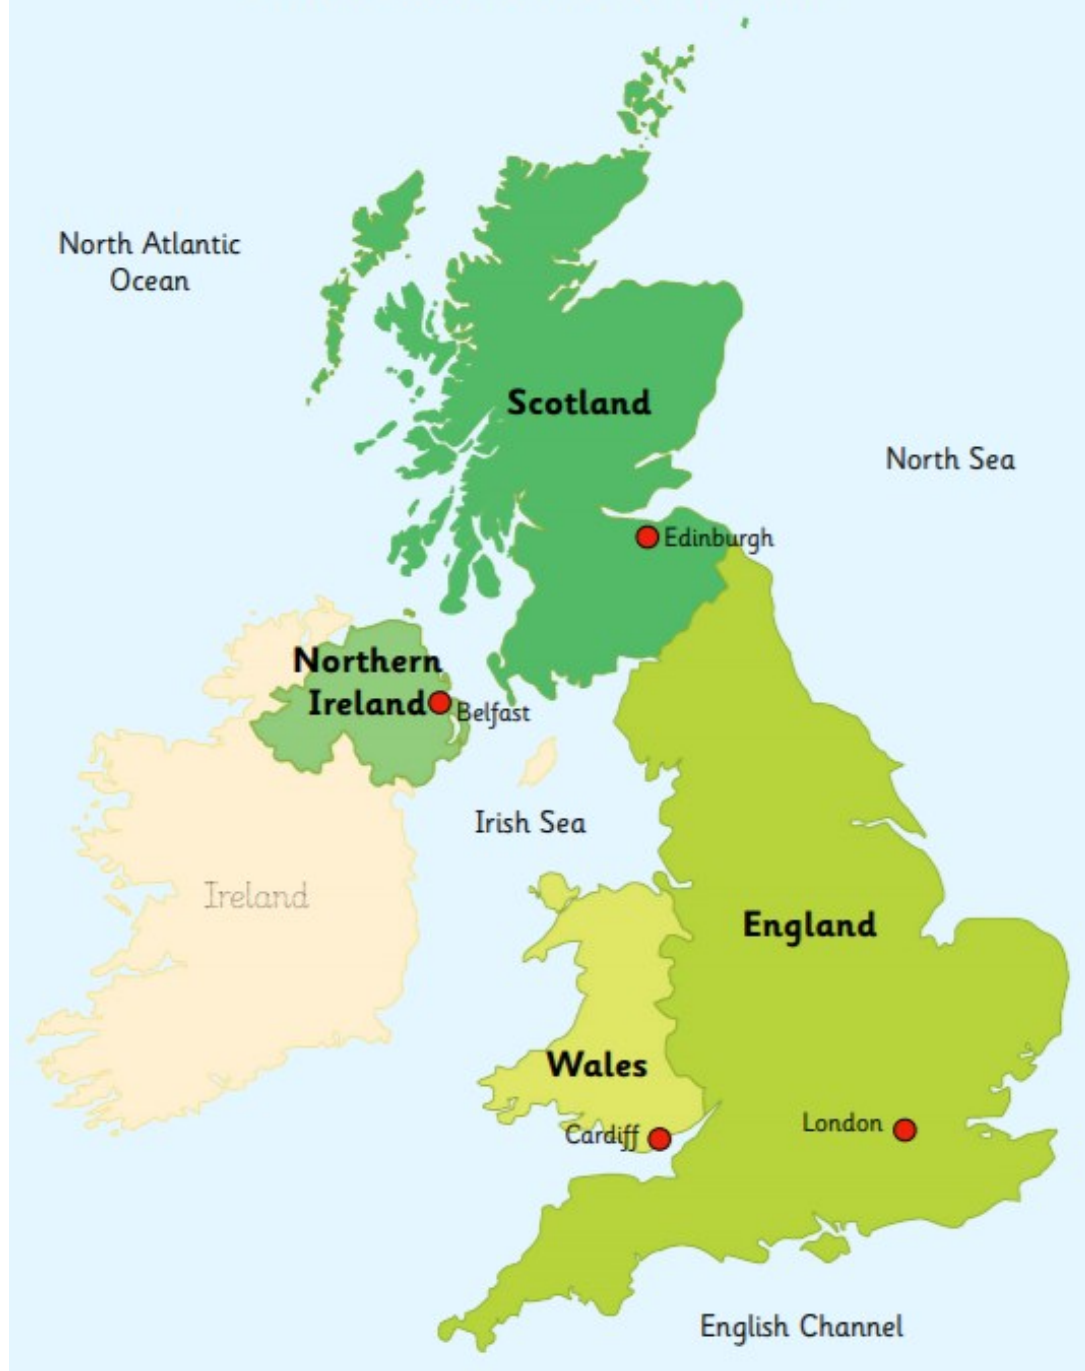 North Atlantic
Ocean
Scotland
North Sea
Edinburgh
Northern
Ireland
Belfast
Irish Sea
Ireland
England
Wales
Cardiff
London
English Channel